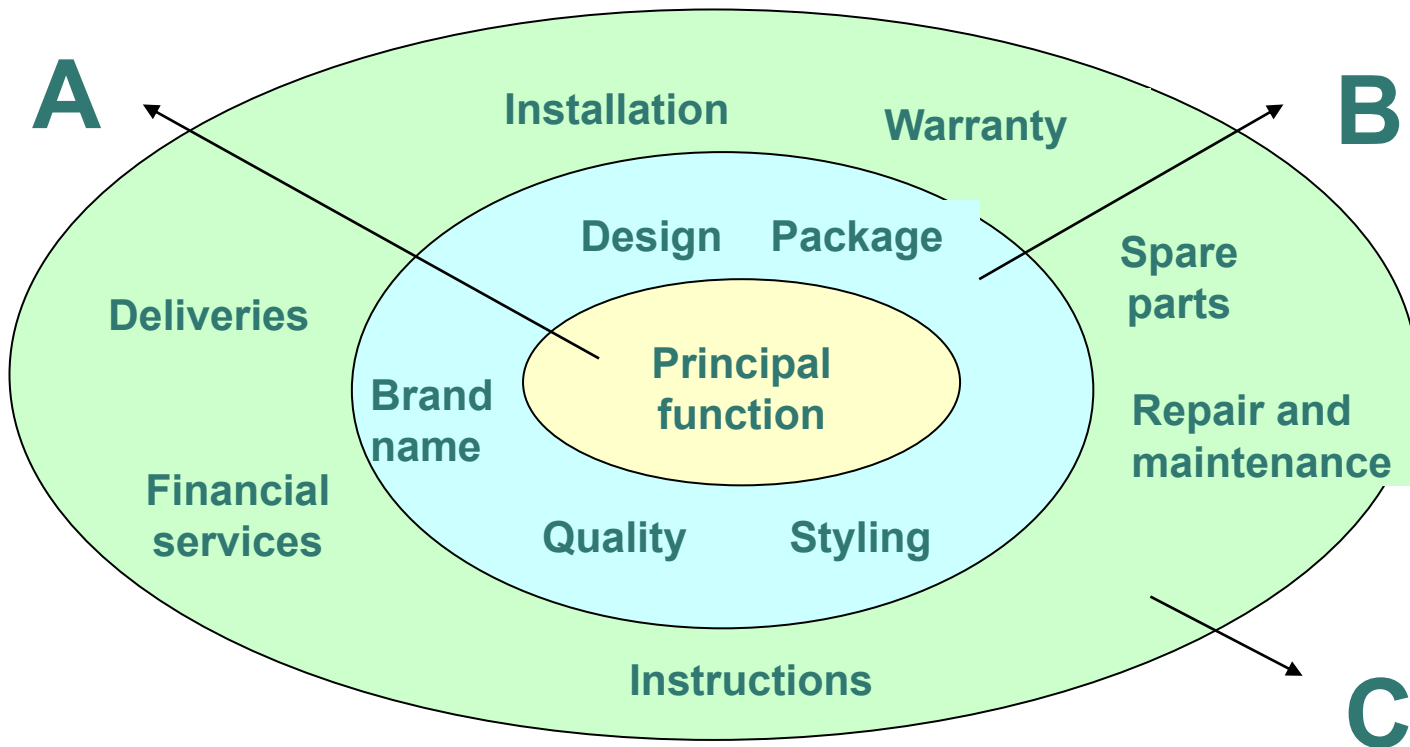 A
B
Installation
Warranty
Design
Package
Spare
parts
Deliveries
Principal
function
Brand
name
Repair and
maintenance
Financial
services
Quality
Styling
Instructions
C